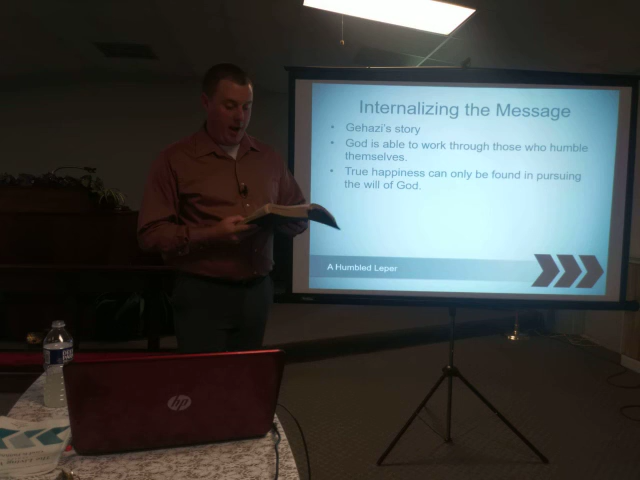 Internalizing the Message
• Gehazi's story
• God is able to work through those who humble
themselves.
• True happiness can only be found in pursuing
the will of God.
A Humbled Leper
hp